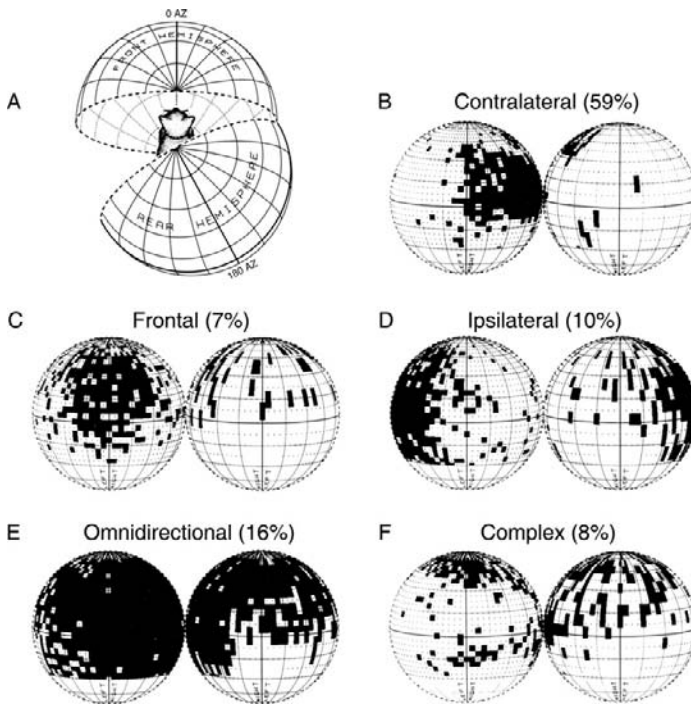 A
0 AZ
FRONT HEMISPHERE
REAR HEMISPHERE
180 AZ
B Contralateral (59%)
C Frontal (7%)
D Ipsilateral (10%)
E Omnidirectional (16%)
F Complex (8%)